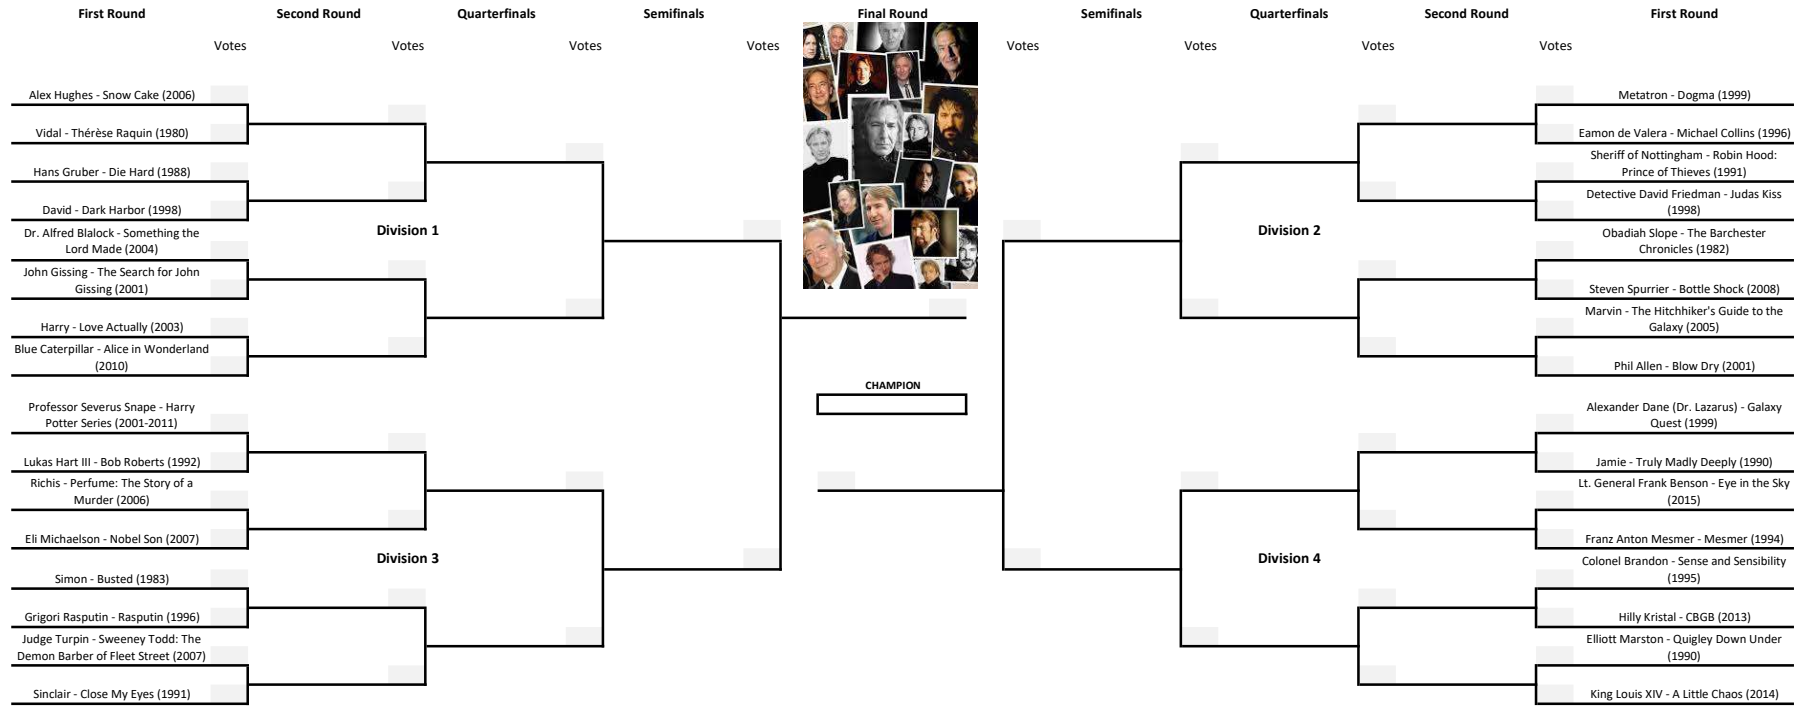 First Round
Second Round
Quarterfinals
Semifinals
Final Round
Semifinals
Quarterfinals
Second Round
First Round
Votes
Votes
Votes
Votes
Votes
Votes
Votes
Votes
Alex Hughes - Snow Cake (2006)
Vidal - Thérèse Raquin (1980)
Hans Gruber - Die Hard (1988)
David - Dark Harbor (1998)
Division 1
Dr. Alfred Blalock - Something the
Lord Made (2004)
John Gissing - The Search for John
Gissing (2001)
Harry - Love Actually (2003)
Blue Caterpillar - Alice in Wonderland
(2010)
Professor Severus Snape - Harry
Potter Series (2001-2011)
Lukas Hart III - Bob Roberts (1992)
Richis - Perfume: The Story of a
Murder (2006)
Eli Michaelson - Nobel Son (2007)
Division 3
Simon - Busted (1983)
Grigori Rasputin - Rasputin (1996)
Judge Turpin - Sweeney Todd: The
Demon Barber of Fleet Street (2007)
Sinclair - Close My Eyes (1991)
CHAMPION
Metatron - Dogma (1999)
Eamon de Valera - Michael Collins (1996)
Sheriff of Nottingham - Robin Hood:
Prince of Thieves (1991)
Detective David Friedman - Judas Kiss
(1998)
Division 2
Obadiah Slope - The Barchester
Chronicles (1982)
Steven Spurrier - Bottle Shock (2008)
Marvin - The Hitchhiker's Guide to the
Galaxy (2005)
Phil Allen - Blow Dry (2001)
Alexander Dane (Dr. Lazarus) - Galaxy
Quest (1999)
Jamie - Truly Madly Deeply (1990)
Lt. General Frank Benson - Eye in the Sky
(2015)
Franz Anton Mesmer - Mesmer (1994)
Division 4
Colonel Brandon - Sense and Sensibility
(1995)
Hilly Kristal - CBGB (2013)
Elliott Marston - Quigley Down Under
(1990)
King Louis XIV - A Little Chaos (2014)